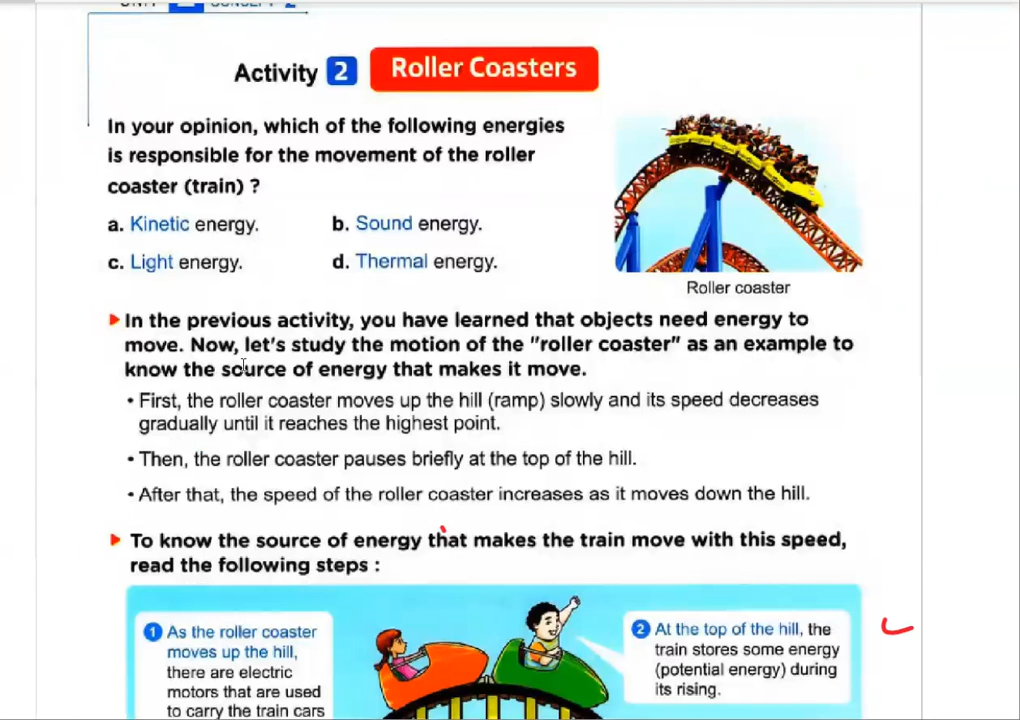 Activity 2 Roller Coasters
In your opinion, which of the following energies
is responsible for the movement of the roller
coaster (train) ?
a. Kinetic energy. b. Sound energy.
c. Light energy. d. Thermal energy.
Roller coaster
In the previous activity, you have learned that objects need energy to
move. Now, let's study the motion of the "roller coaster" as an example to
know the source of energy that makes it move.
• First, the roller coaster moves up the hill (ramp) slowly and its speed decreases
gradually until it reaches the highest point.
• Then, the roller coaster pauses briefly at the top of the hill.
• After that, the speed of the roller coaster increases as it moves down the hill.
To know the source of energy that makes the train move with this speed,
read the following steps :
1 As the roller coaster
moves up the hill,
there are electric
motors that are used
to carry the train cars
2 At the top of the hill, the
train stores some energy
(potential energy) during
its rising.